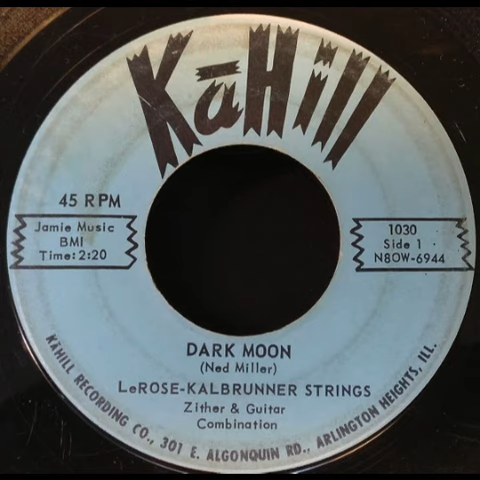 KāHill
45 RPM
Jamie Music
BMI
Time: 2:20
1030
Side 1
N8OW-6944
DARK MOON
(Ned Miller)
LeROSE-KALBRUNNER STRINGS
Zither & Guitar
Combination
KāHILL RECORDING CO., 301 E. ALGONQUIN RD., ARLINGTON HEIGHTS, ILL.